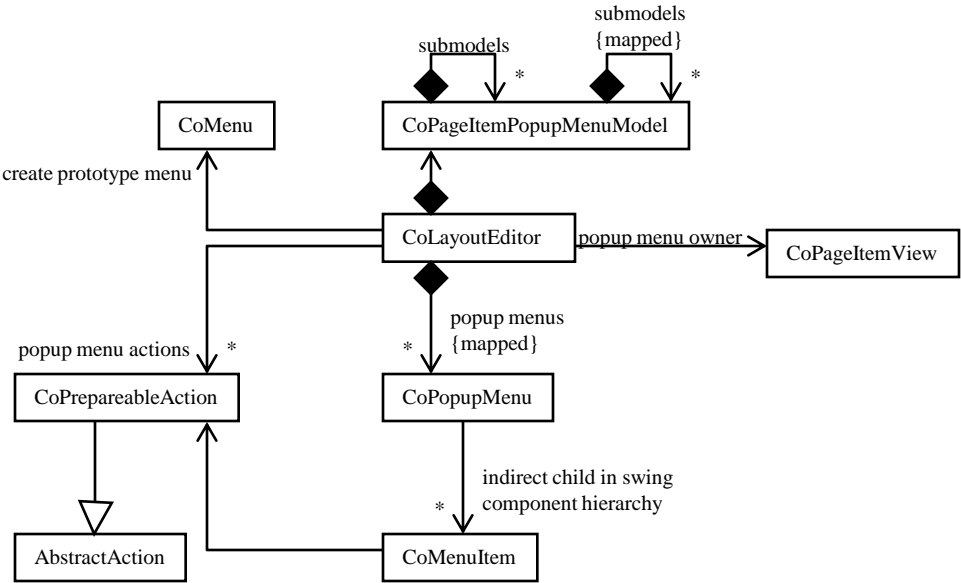 submodels
{mapped}
submodels
*
*
CoMenu
CoPageItemPopupMenuModel
create prototype menu
CoLayoutEditor
popup menu owner
CoPageItemView
popup menus
{mapped}
popup menu actions
*
*
CoPrepareableAction
CoPopupMenu
indirect child in swing
component hierarchy
*
AbstractAction
CoMenuItem